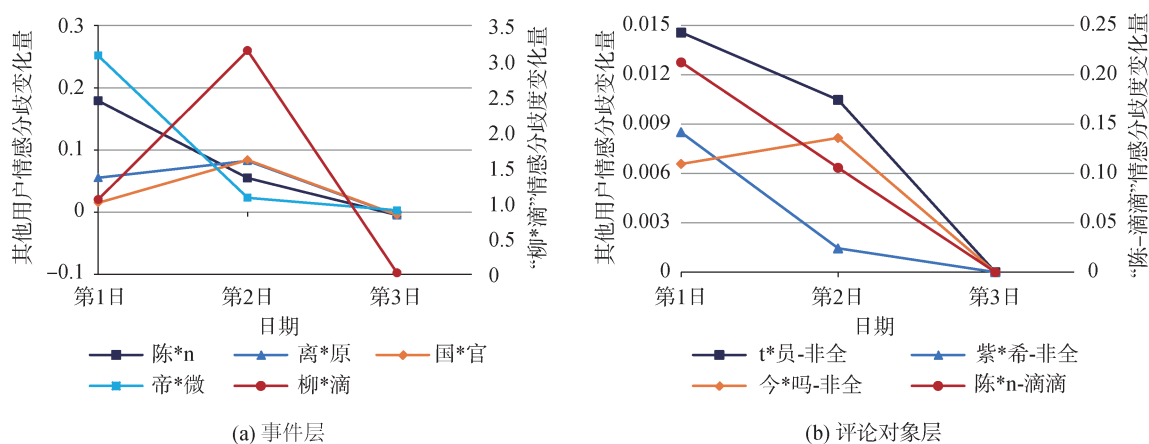 其他用户情感分歧变化量
0.3
0.2
0.1
0
−0.1
3.5
3.0
2.5
2.0
1.5
1.0
0.5
0
“柳*滴”情感分歧度变化量
第1日 第2日 第3日
日期
陈*n 离*原 国*官
帝*微 柳*滴
(a) 事件层
其他用户情感分歧度变化量
0.015
0.012
0.009
0.006
0.003
0
0.25
0.20
0.15
0.10
0.05
0
“陈−滴滴”情感分歧度变化量
第1日 第2日 第3日
日期
t*员-非全 紫*希-非全
今*吗-非全 陈*n-滴滴
(b) 评论对象层